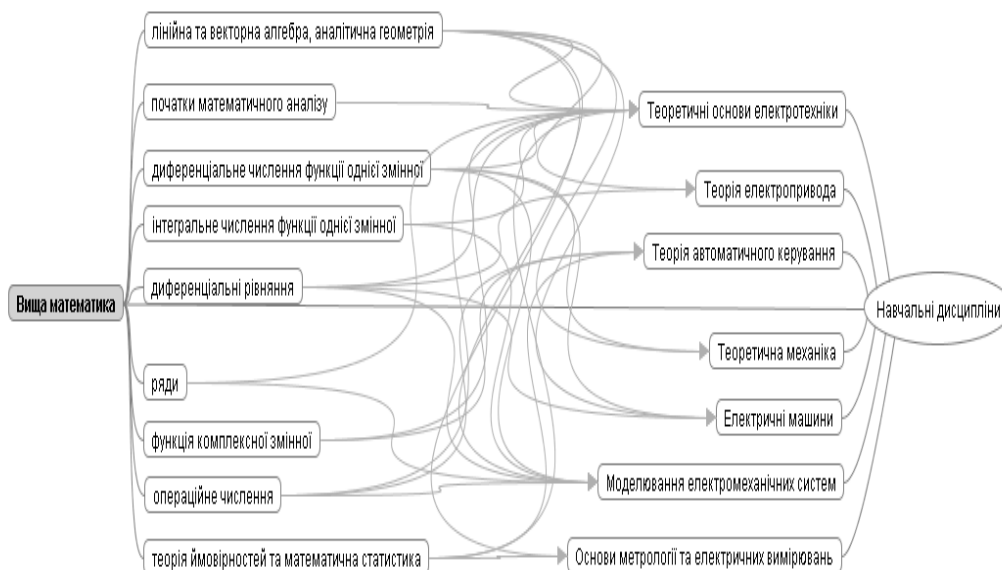 лінійна та векторна алгебра, аналітична геометрія
початки математичного аналізу
диференціальне числення функції однієї змінної
інтегральне числення функції однієї змінної
диференціальні рівняння
Вища математика
ряди
функція комплексної змінної
операційне числення
теорія ймовірностей та математична статистика
Теоретичні основи електротехніки
Теорія електропривода
Теорія автоматичного керування
Навчальні дисципліни
Теоретична механіка
Електричні машини
Моделювання електромеханічних систем
Основи метрології та електричних вимірювань